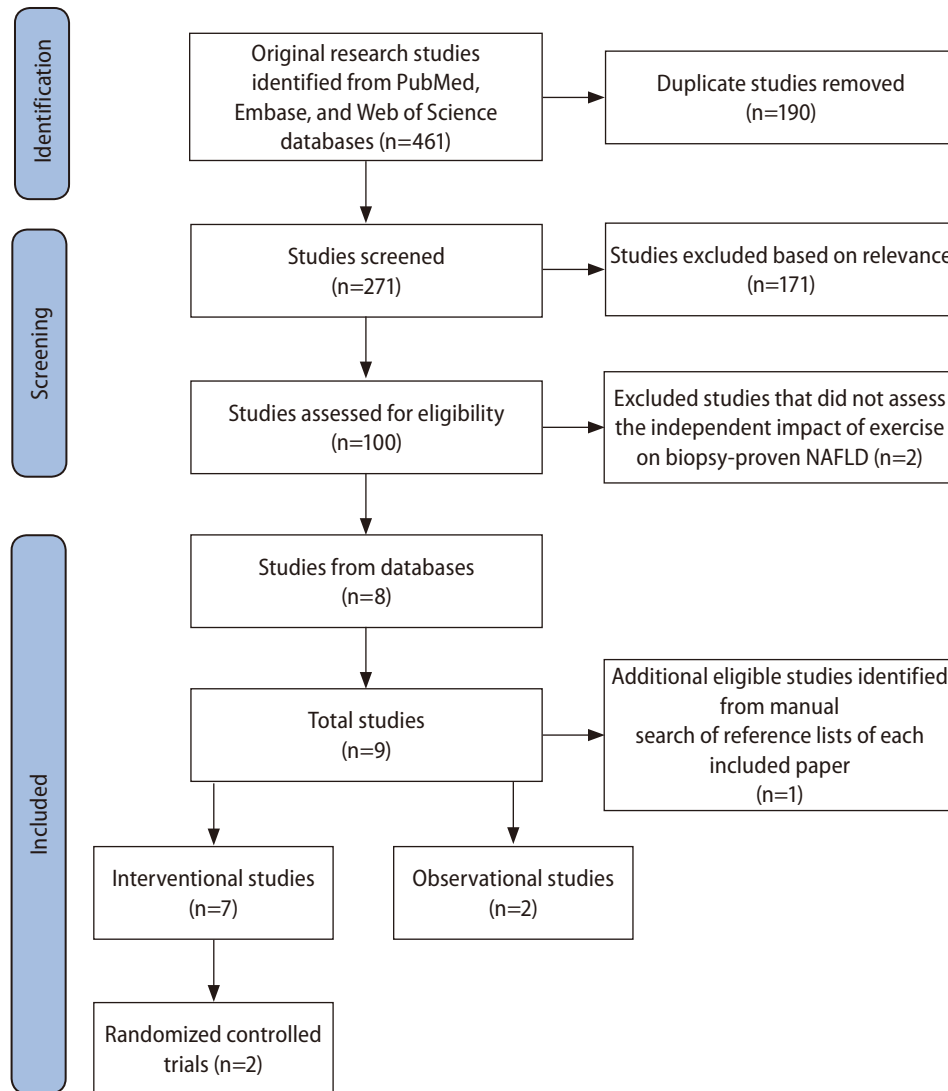 Identification
Original research studies
identified from PubMed,
Embase, and Web of Science
databases (n=461)
Duplicate studies removed
(n=190)
Screening
Studies screened
(n=271)
Studies excluded based on relevance
(n=171)
Studies assessed for eligibility
(n=100)
Excluded studies that did not assess
the independent impact of exercise
on biopsy-proven NAFLD (n=2)
Included
Studies from databases
(n=8)
Total studies
(n=9)
Additional eligible studies identified
from manual
search of reference lists of each
included paper
(n=1)
Interventional studies
(n=7)
Observational studies
(n=2)
Randomized controlled
trials (n=2)